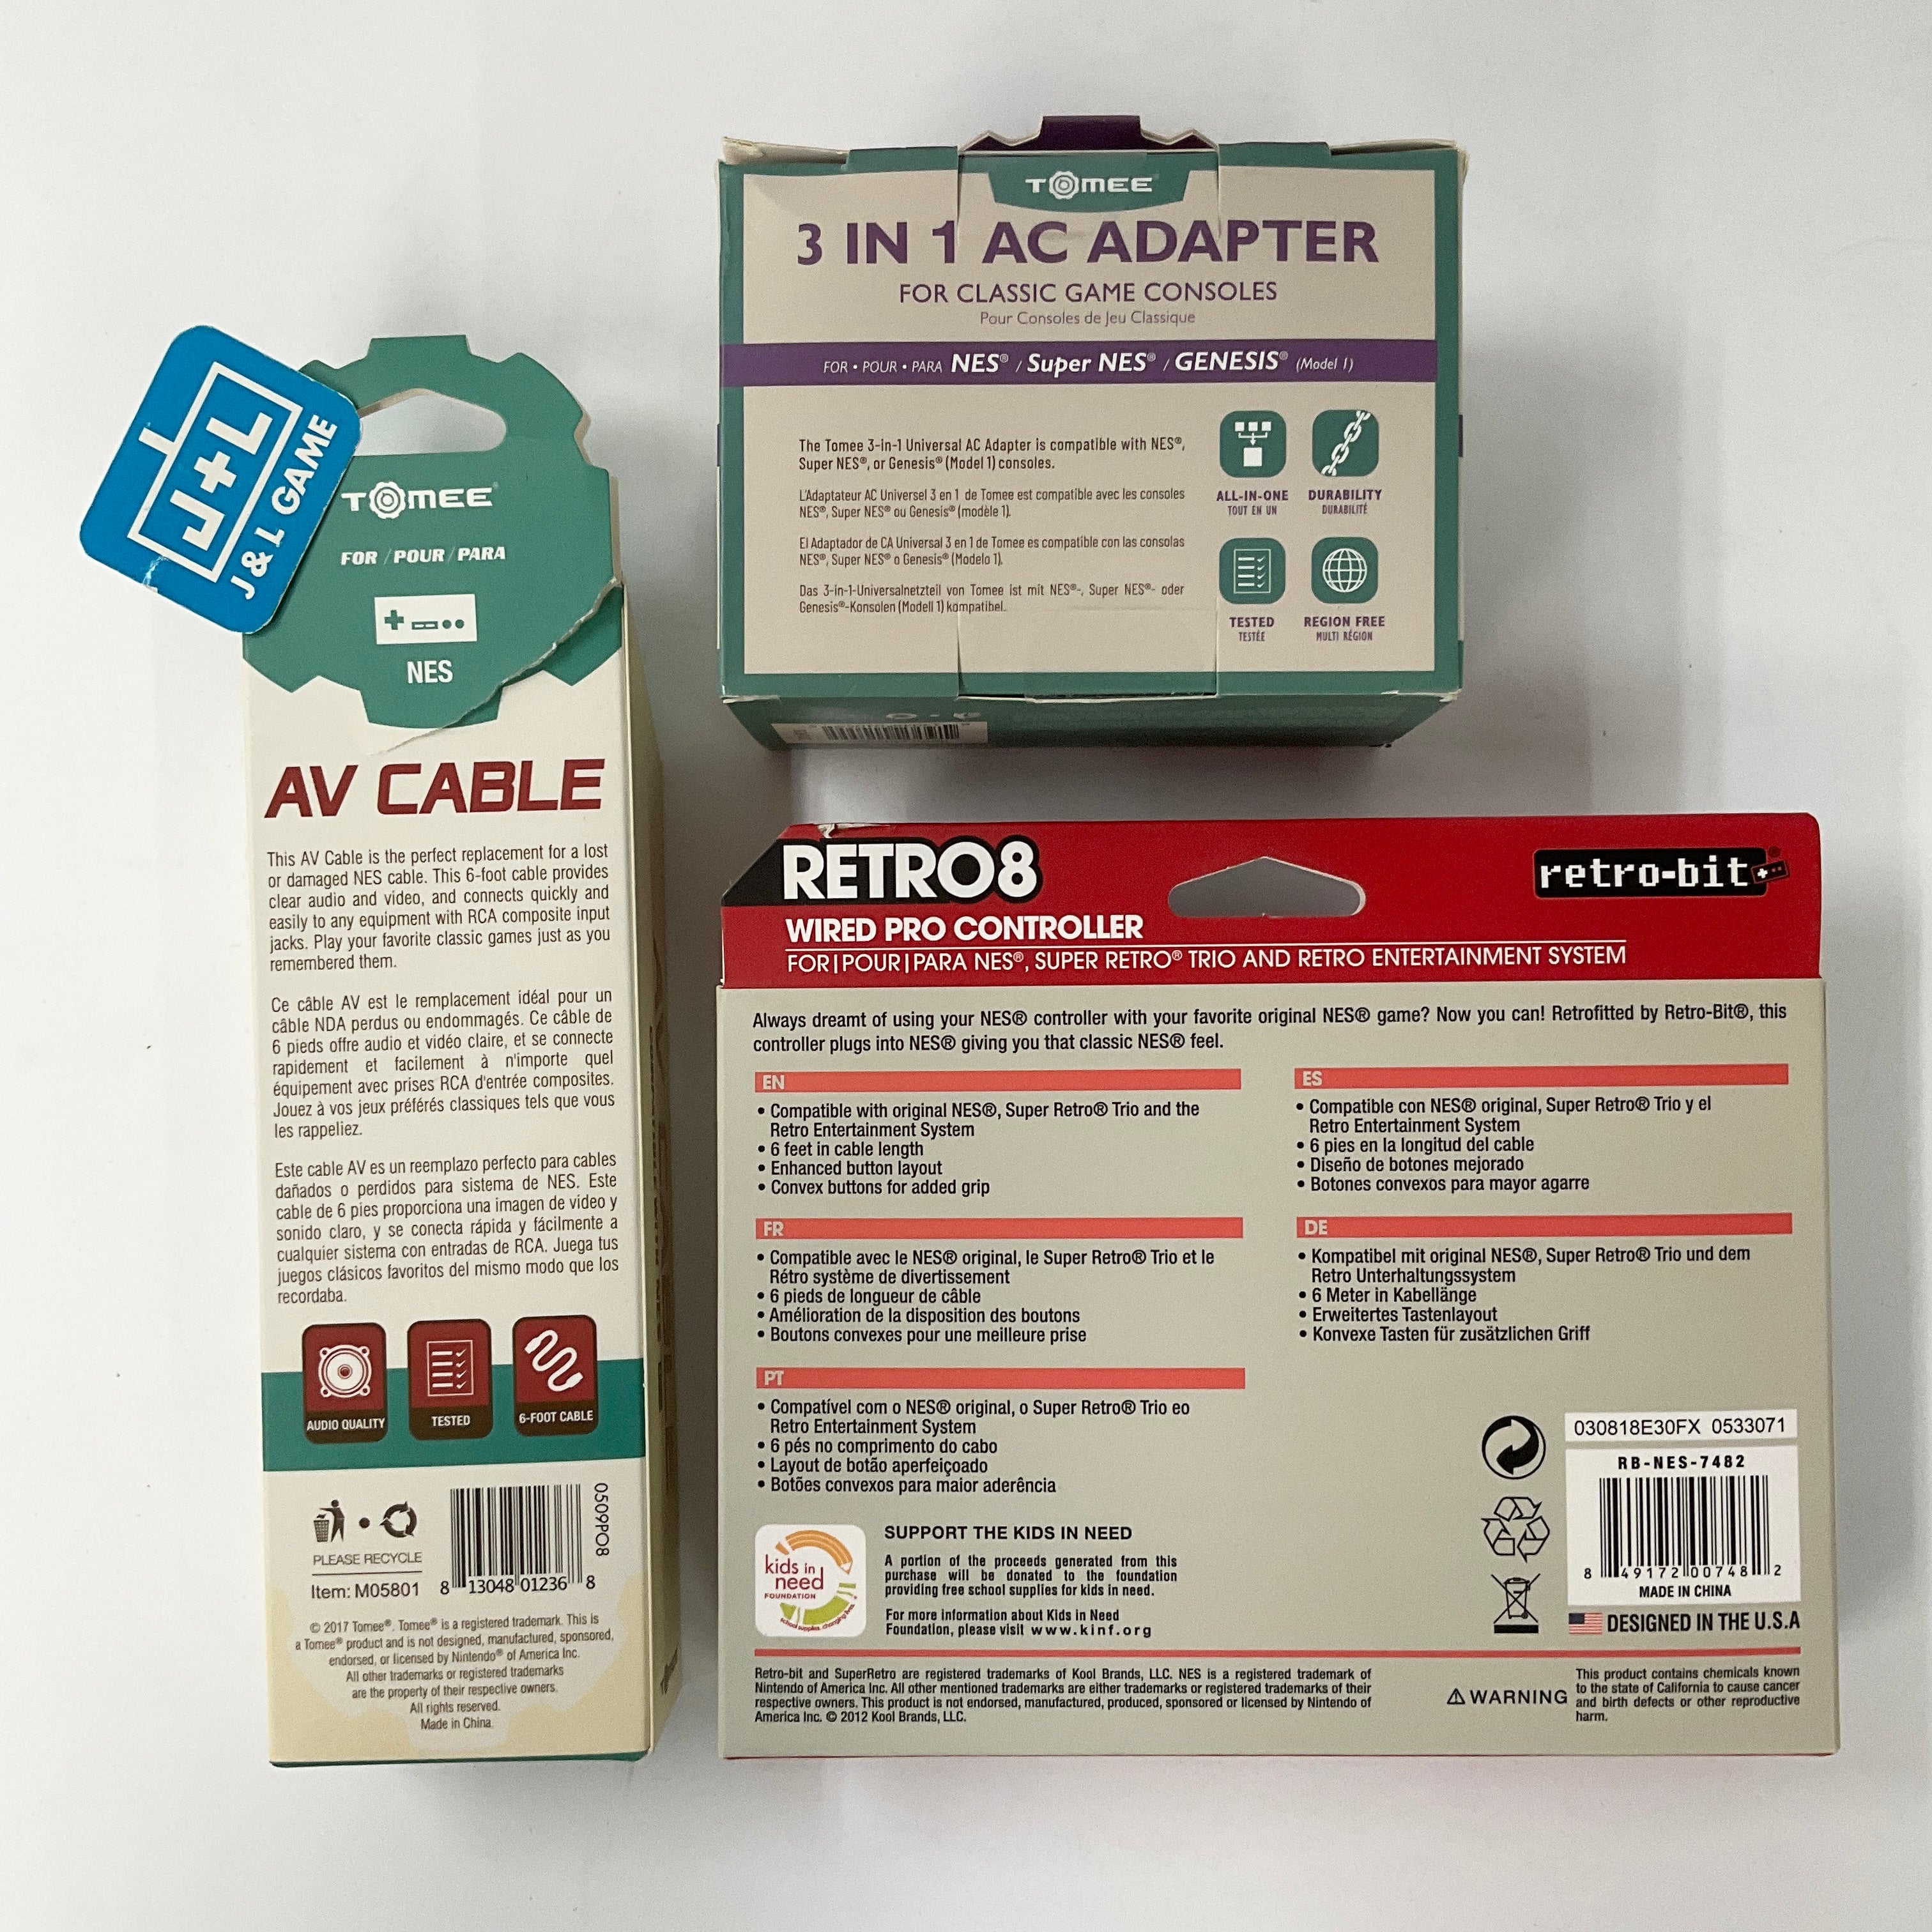 TOMEE
3 IN 1 AC ADAPTER
FOR CLASSIC GAME CONSOLES
Pour Consoles de Jeu Classique
FOR • POUR • PARA NES® / Super NES® / GENESIS® (Model 1)
The Tomee 3-in-1 Universal AC Adapter is compatible with NES®,
Super NES®, or Genesis® (Model 1) consoles.
L'Adaptateur AC Universel 3 en 1 de Tomee est compatible avec les consoles
NES®, Super NES® ou Genesis® (modèle 1).
El Adaptador de CA Universal 3 en 1 de Tomee es compatible con las consolas
NES®, Super NES® o Genesis® (Modelo 1).
Das 3-in-1-Universalnetzteil von Tomee ist mit NES®-, Super NES®- oder
Genesis®-Konsolen (Modell 1) kompatibel.
ALL-IN-ONE
TOUT EN UN
DURABILITY
DURABILITÉ
TESTED
TESTÉE
REGION FREE
MULTI RÉGION
J+L
J & L GAME
TOMEE®
FOR / POUR / PARA
NES
AV CABLE
This AV Cable is the perfect replacement for a lost
or damaged NES cable. This 6-foot cable provides
clear audio and video, and connects quickly and
easily to any equipment with RCA composite input
jacks. Play your favorite classic games just as you
remembered them.
Ce câble AV est le remplacement idéal pour un
câble NDA perdus ou endommagés. Ce câble de
6 pieds offre audio et vidéo claire, et se connecte
rapidement et facilement à n'importe quel
équipement avec prises RCA d'entrée composites.
Jouez à vos jeux préférés classiques tels que vous
les rappeliez.
Este cable AV es un reemplazo perfecto para cables
dañados o perdidos para sistema de NES. Este
cable de 6 pies proporciona una imagen de video y
sonido claro, y se conecta rápida y fácilmente a
cualquier sistema con entradas de RCA. Juega tus
juegos clásicos favoritos del mismo modo que los
recordaba.
AUDIO QUALITY
TESTED
6-FOOT CABLE
PLEASE RECYCLE
Item: M05801
8 13048 01236 8
0509PO8
© 2017 Tomee®. Tomee® is a registered trademark. This is
a Tomee® product and is not designed, manufactured, sponsored,
endorsed, or licensed by Nintendo® of America Inc.
All other trademarks or registered trademarks
are the property of their respective owners.
All rights reserved.
Made in China.
RETRO8
retro-bit®
WIRED PRO CONTROLLER
FOR|POUR|PARA NES®, SUPER RETRO® TRIO AND RETRO ENTERTAINMENT SYSTEM
Always dreamt of using your NES® controller with your favorite original NES® game? Now you can! Retrofitted by Retro-Bit®, this
controller plugs into NES® giving you that classic NES® feel.
EN
• Compatible with original NES®, Super Retro® Trio and the
Retro Entertainment System
• 6 feet in cable length
• Enhanced button layout
• Convex buttons for added grip
ES
• Compatible con NES® original, Super Retro® Trio y el
Retro Entertainment System
• 6 pies en la longitud del cable
• Diseño de botones mejorado
• Botones convexos para mayor agarre
FR
• Compatible avec le NES® original, le Super Retro® Trio et le
Rétro système de divertissement
• 6 pieds de longueur de câble
• Amélioration de la disposition des boutons
• Boutons convexes pour une meilleure prise
DE
• Kompatibel mit original NES®, Super Retro® Trio und dem
Retro Unterhaltungssystem
• 6 Meter in Kabellänge
• Erweitertes Tastenlayout
• Konvexe Tasten für zusätzlichen Griff
PT
• Compatível com o NES® original, o Super Retro® Trio eo
Retro Entertainment System
• 6 pés no comprimento do cabo
• Layout de botão aperfeiçoado
• Botões convexos para maior aderência
kids in
need
FOUNDATION
SUPPORT THE KIDS IN NEED
A portion of the proceeds generated from this
purchase will be donated to the foundation
providing free school supplies for kids in need.
For more information about Kids in Need
Foundation, please visit www.kinf.org
030818E30FX 0533071
RB-NES-7482
8 49172 00748 2
MADE IN CHINA
DESIGNED IN THE U.S.A
Retro-bit and SuperRetro are registered trademarks of Kool Brands, LLC. NES is a registered trademark of
Nintendo of America Inc. All other mentioned trademarks are either trademarks or registered trademarks of their
respective owners. This product is not endorsed, manufactured, produced, sponsored or licensed by Nintendo of
America Inc. © 2012 Kool Brands, LLC.
WARNING
This product contains chemicals known
to the state of California to cause cancer
and birth defects or other reproductive
harm.